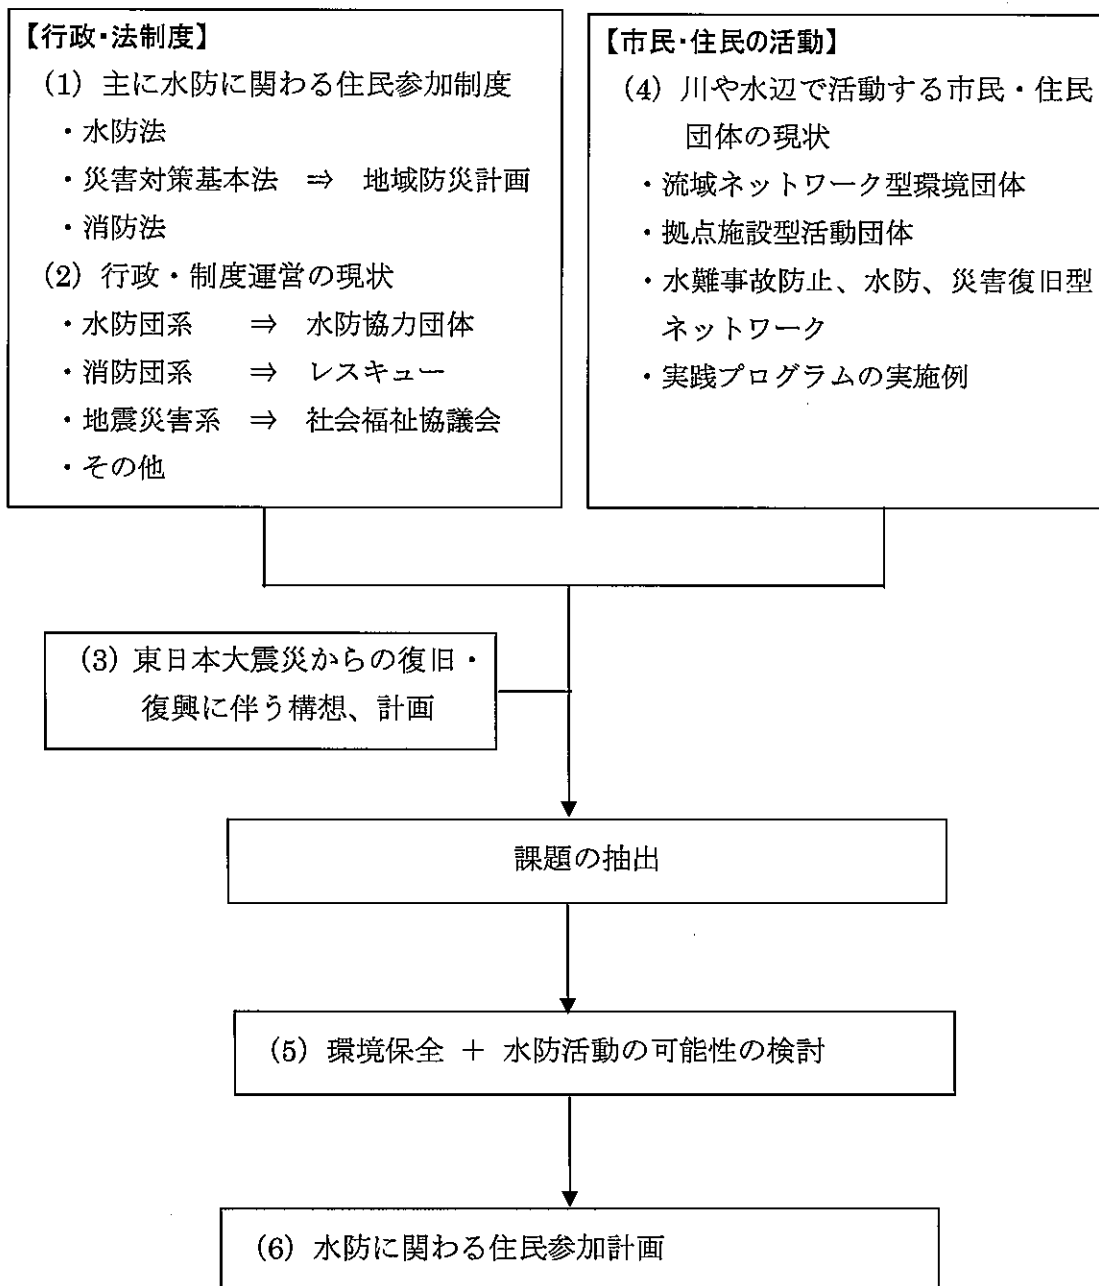 【行政・法制度】
(1) 主に水防に関わる住民参加制度
・水防法
・災害対策基本法 ⇒ 地域防災計画
・消防法
(2) 行政・制度運営の現状
・水防団系 ⇒ 水防協力団体
・消防団系 ⇒ レスキュー
・地震災害系 ⇒ 社会福祉協議会
・その他
【市民・住民の活動】
(4) 川や水辺で活動する市民・住民
団体の現状
・流域ネットワーク型環境団体
・拠点施設型活動団体
・水難事故防止、水防、災害復旧型
ネットワーク
・実践プログラムの実施例
(3) 東日本大震災からの復旧・
復興に伴う構想、計画
課題の抽出
(5) 環境保全 + 水防活動の可能性の検討
(6) 水防に関わる住民参加計画